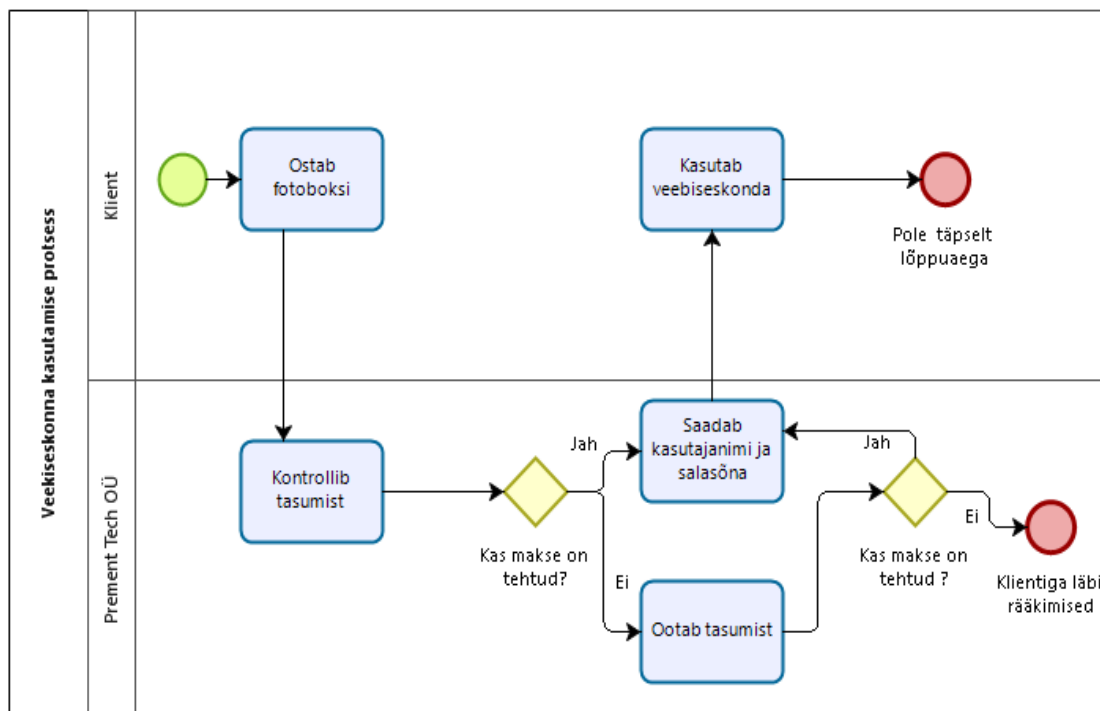 Veekiseskonna kasutamise protsess
Klient
Ostab
fotoboksi
Kasutab
veebiseskonda
Pole täpselt
lõppuaega
Prement Tech OÜ
Kontrollib
tasumist
Kas makse on
tehtud?
Jah
Ei
Saadab
kasutajanimi ja
salasõna
Ootab tasumist
Jah
Kas makse on
tehtud ?
Ei
Klientiga läbi
rääkimised